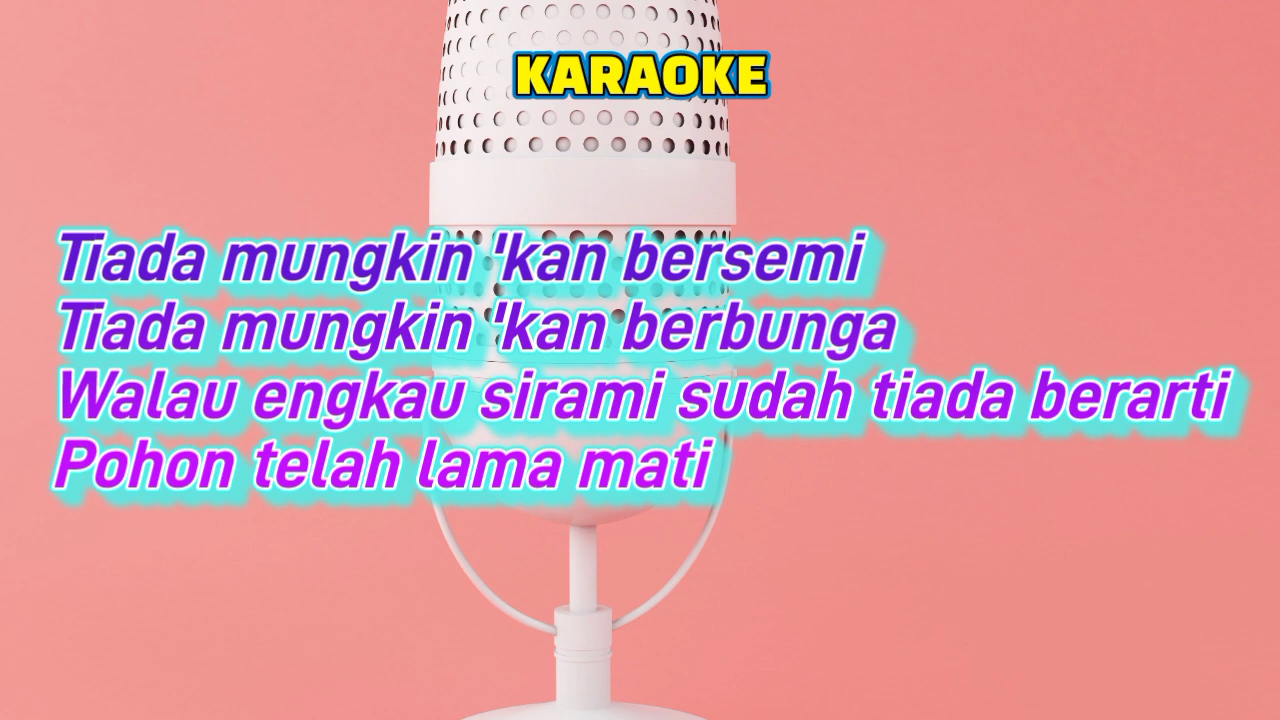 KARAOKE
Tiada mungkin 'kan bersemi
Tiada mungkin 'kan berbunga
Walau engkau sirami sudah tiada berarti
Pohon telah lama mati